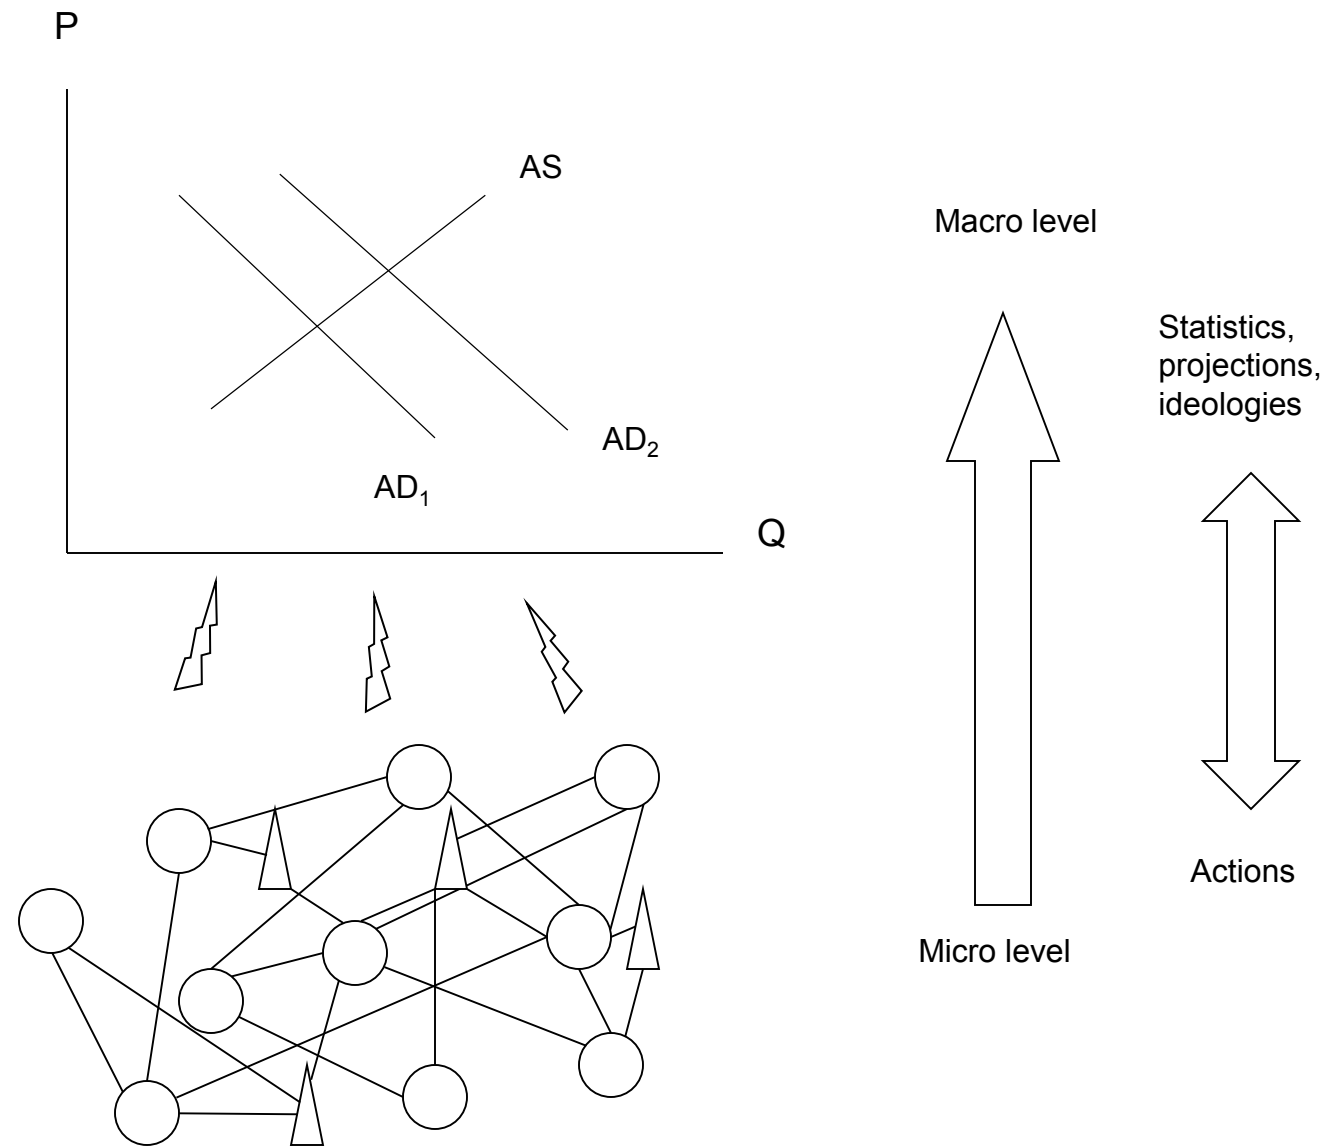 P
AS
Macro level
Statistics,
projections,
ideologies
AD₂
AD₁
Q
Actions
Micro level